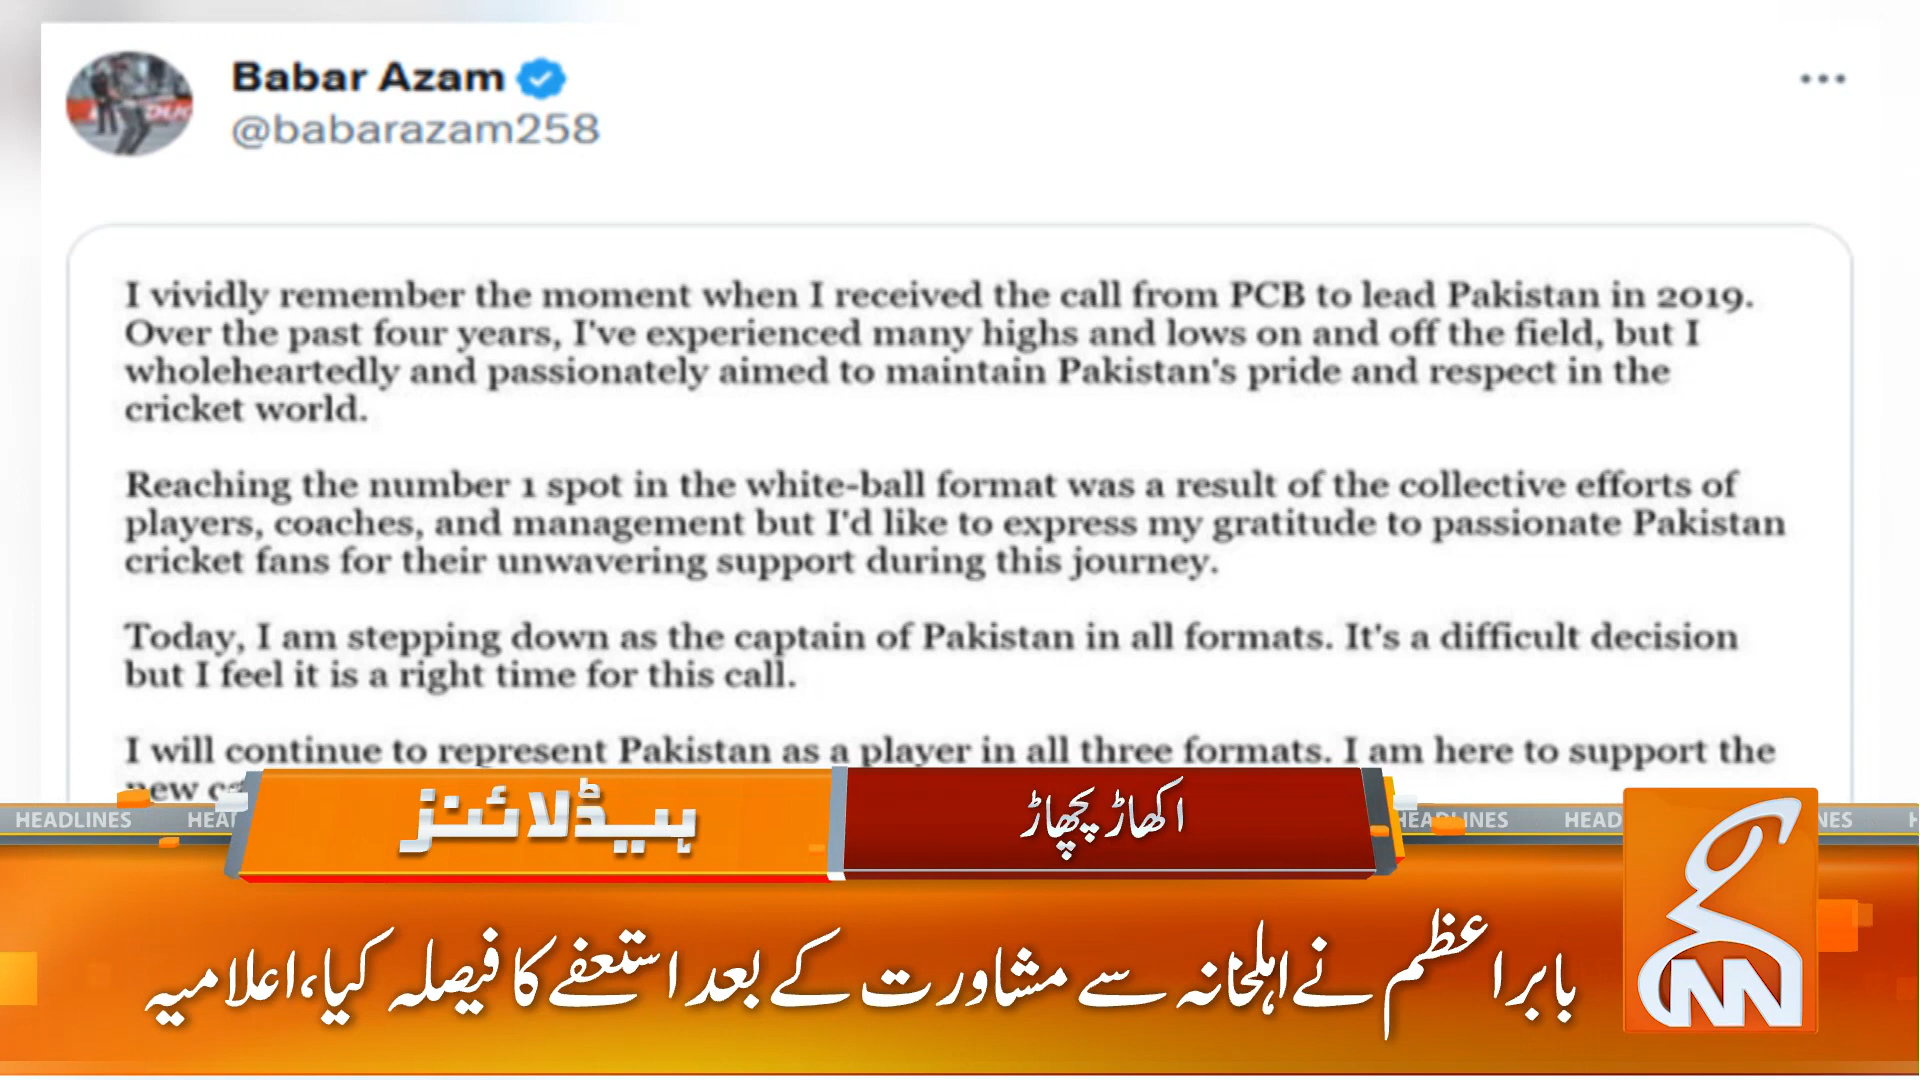 Babar Azam
@babarazam258
I vividly remember the moment when I received the call from PCB to lead Pakistan in 2019.
Over the past four years, I've experienced many highs and lows on and off the field, but I
wholeheartedly and passionately aimed to maintain Pakistan's pride and respect in the
cricket world.
Reaching the number 1 spot in the white-ball format was a result of the collective efforts of
players, coaches, and management but I'd like to express my gratitude to passionate Pakistan
cricket fans for their unwavering support during this journey.
Today, I am stepping down as the captain of Pakistan in all formats. It's a difficult decision
but I feel it is a right time for this call.
I will continue to represent Pakistan as a player in all three formats. I am here to support the
new
اکھاڑ پچھاڑ
ہیڈلائنز
HEADLINES HEA HEADLINES HEAD NES H
بابراعظم نے اہلخانہ سے مشاورت کے بعد استعفے کا فیصلہ کیا، اعلامیہ
GNN